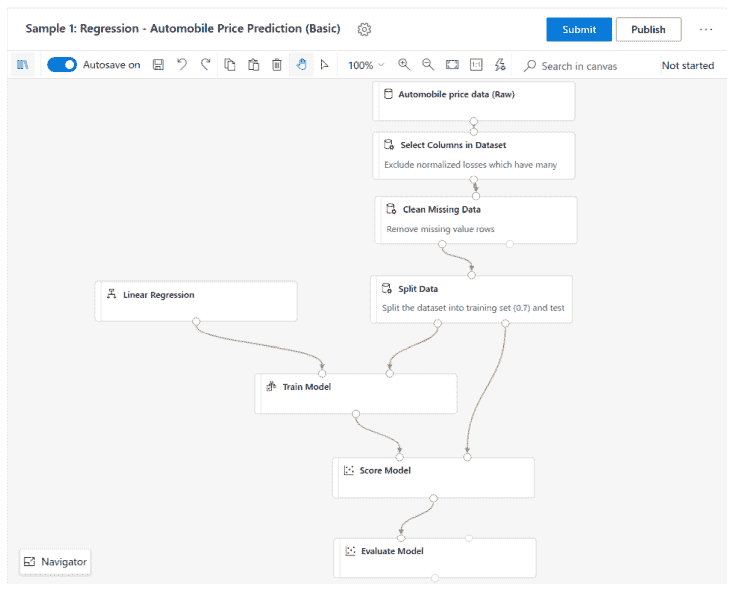 Sample 1: Regression - Automobile Price Prediction (Basic)
Submit
Publish
Autosave on
100%
1:1
Search in canvas
Not started
Automobile price data (Raw)
Select Columns in Dataset
Exclude normalized losses which have many
Clean Missing Data
Remove missing value rows
Linear Regression
Split Data
Split the dataset into training set (0.7) and test
Train Model
Score Model
Evaluate Model
Navigator